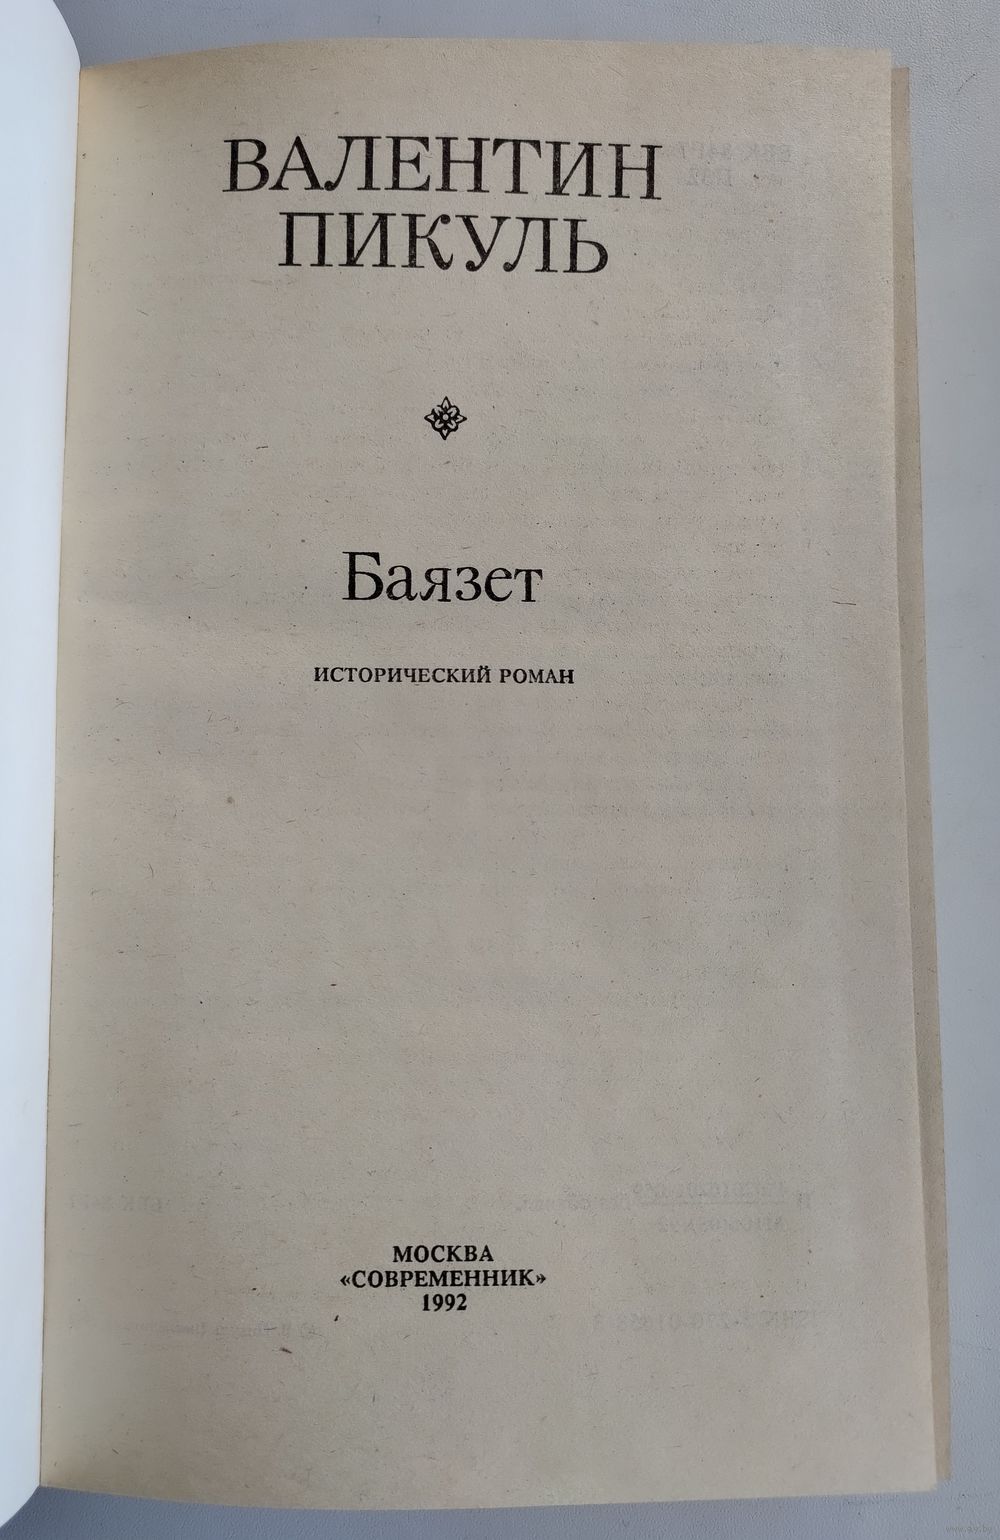 ВАЛЕНТИН
ПИКУЛЬ
Баязет
ИСТОРИЧЕСКИЙ РОМАН
МОСКВА
«СОВРЕМЕННИК»
1992